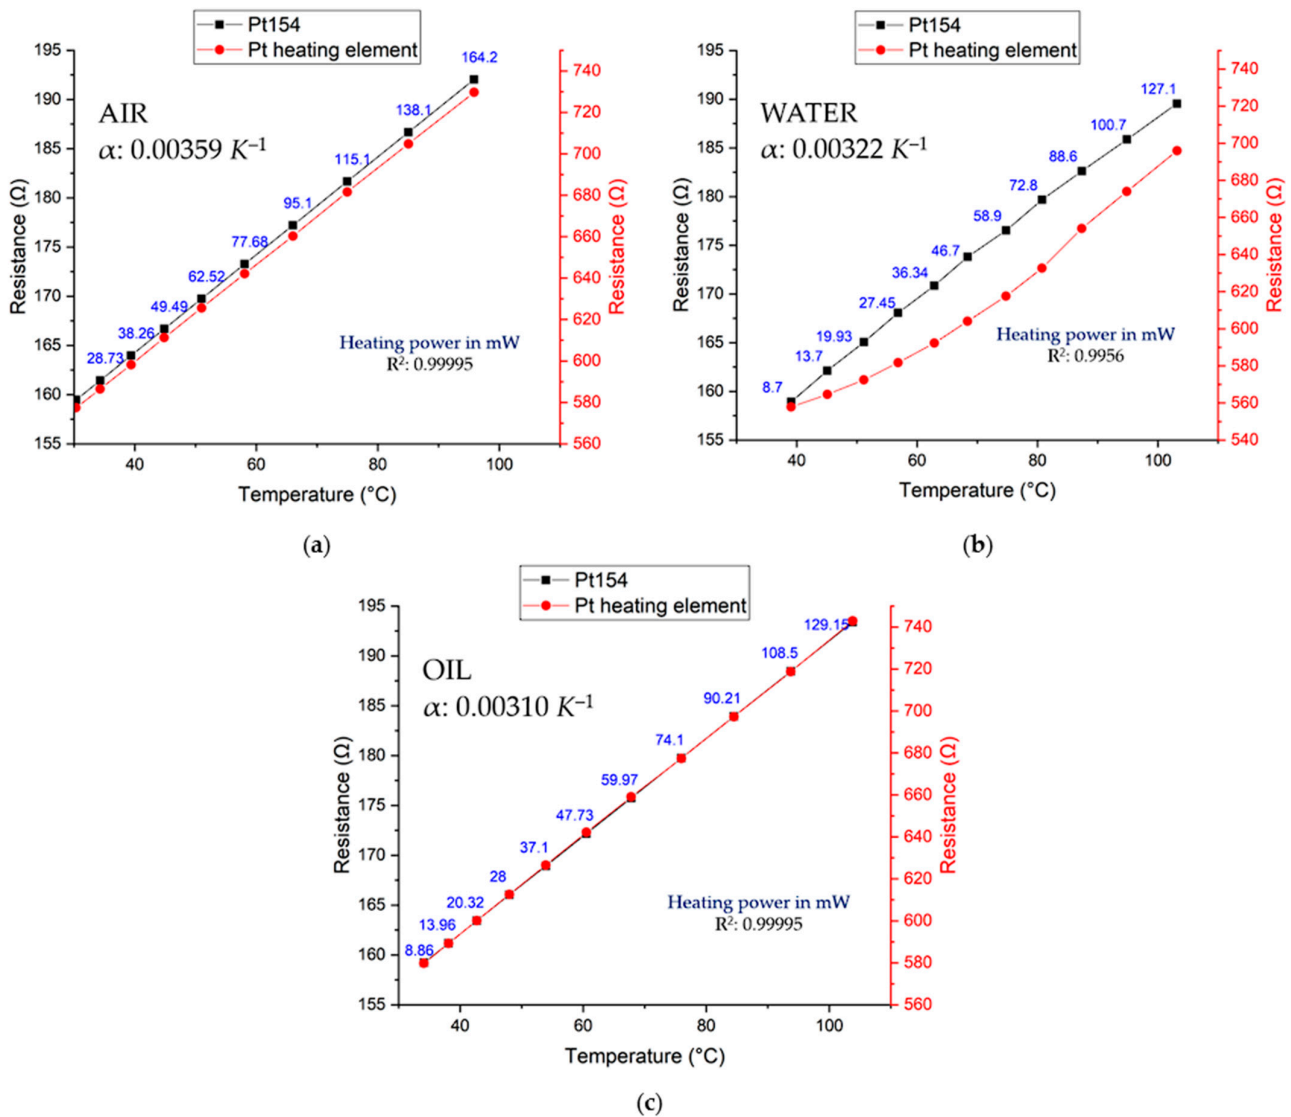 Pt154
Pt heating element
AIR
α: 0.00359 K⁻¹
164.2
138.1
115.1
95.1
77.68
62.52
49.49
38.26
28.73
Heating power in mW
R²: 0.99995
Resistance (Ω)
195
190
185
180
175
170
165
160
155
Resistance (Ω)
740
720
700
680
660
640
620
600
580
560
40 60 80 100
Temperature (°C)
(a)
Pt154
Pt heating element
WATER
α: 0.00322 K⁻¹
127.1
100.7
88.6
72.8
58.9
46.7
36.34
27.45
19.93
13.7
8.7
Heating power in mW
R²: 0.9956
Resistance (Ω)
195
190
185
180
175
170
165
160
155
Resistance (Ω)
740
720
700
680
660
640
620
600
580
560
540
40 60 80 100
Temperature (°C)
(b)
Pt154
Pt heating element
OIL
α: 0.00310 K⁻¹
129.15
108.5
90.21
74.1
59.97
47.73
37.1
28
20.32
13.96
8.86
Heating power in mW
R²: 0.99995
Resistance (Ω)
195
190
185
180
175
170
165
160
155
Resistance (Ω)
740
720
700
680
660
640
620
600
580
560
40 60 80 100
Temperature (°C)
(c)